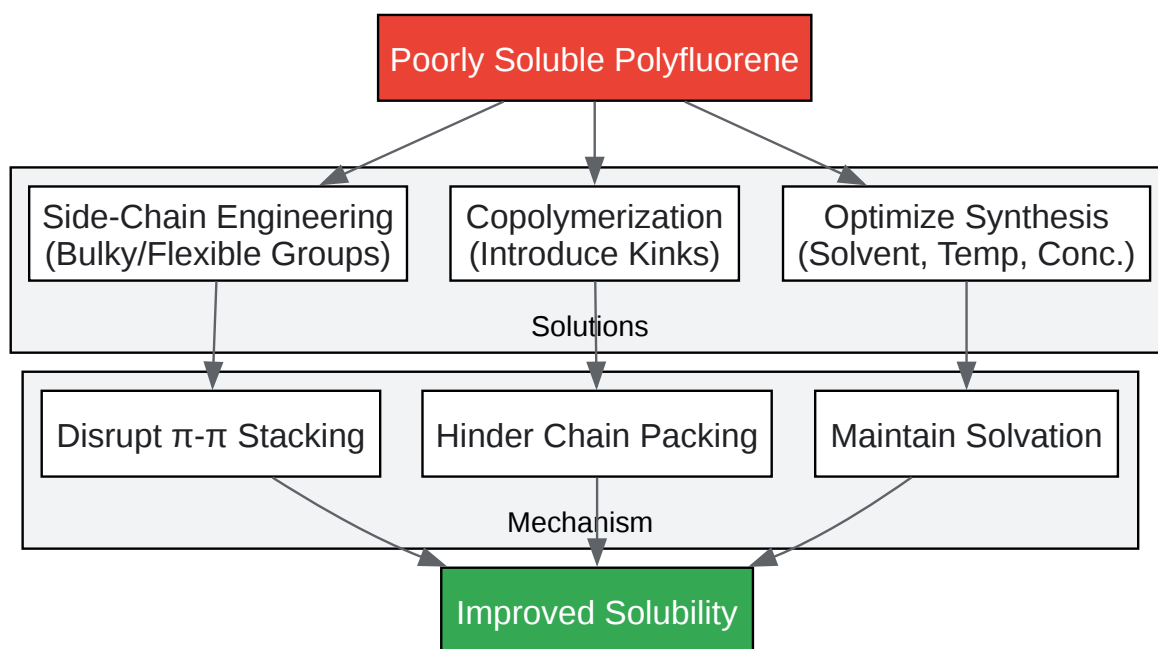 Poorly Soluble Polyfluorene
Side-Chain Engineering
(Bulky/Flexible Groups)
Copolymerization
(Introduce Kinks)
Optimize Synthesis
(Solvent, Temp, Conc.)
Solutions
Disrupt π-π Stacking
Hinder Chain Packing
Maintain Solvation
Mechanism
Improved Solubility